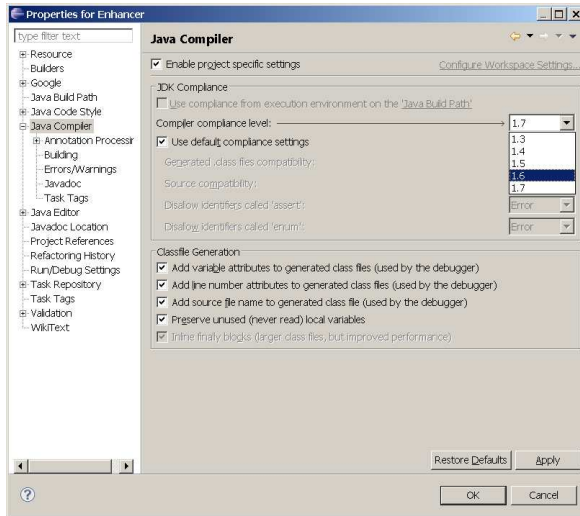 Properties for Enhancer
type filter text
Resource
Builders
Google
Java Build Path
Java Code Style
Java Compiler
Annotation Processir
Building
Errors/Warnings
Javadoc
Task Tags
Java Editor
Javadoc Location
Project References
Refactoring History
Run/Debug Settings
Task Repository
Task Tags
Validation
WikiText
Java Compiler
Enable project specific settings
Configure Workspace Settings...
JDK Compliance
Use compliance from execution environment on the 'Java Build Path'
Compiler compliance level:
1.7
1.3
1.4
1.5
1.6
1.7
Use default compliance settings
Generated .class files compatibility:
Source compatibility:
Disallow identifiers called 'assert':
Error
Disallow identifiers called 'enum':
Error
Classfile Generation
Add variable attributes to generated class files (used by the debugger)
Add line number attributes to generated class files (used by the debugger)
Add source file name to generated class file (used by the debugger)
Preserve unused (never read) local variables
Inline finally blocks (larger class files, but improved performance)
Restore Defaults
Apply
?
OK
Cancel